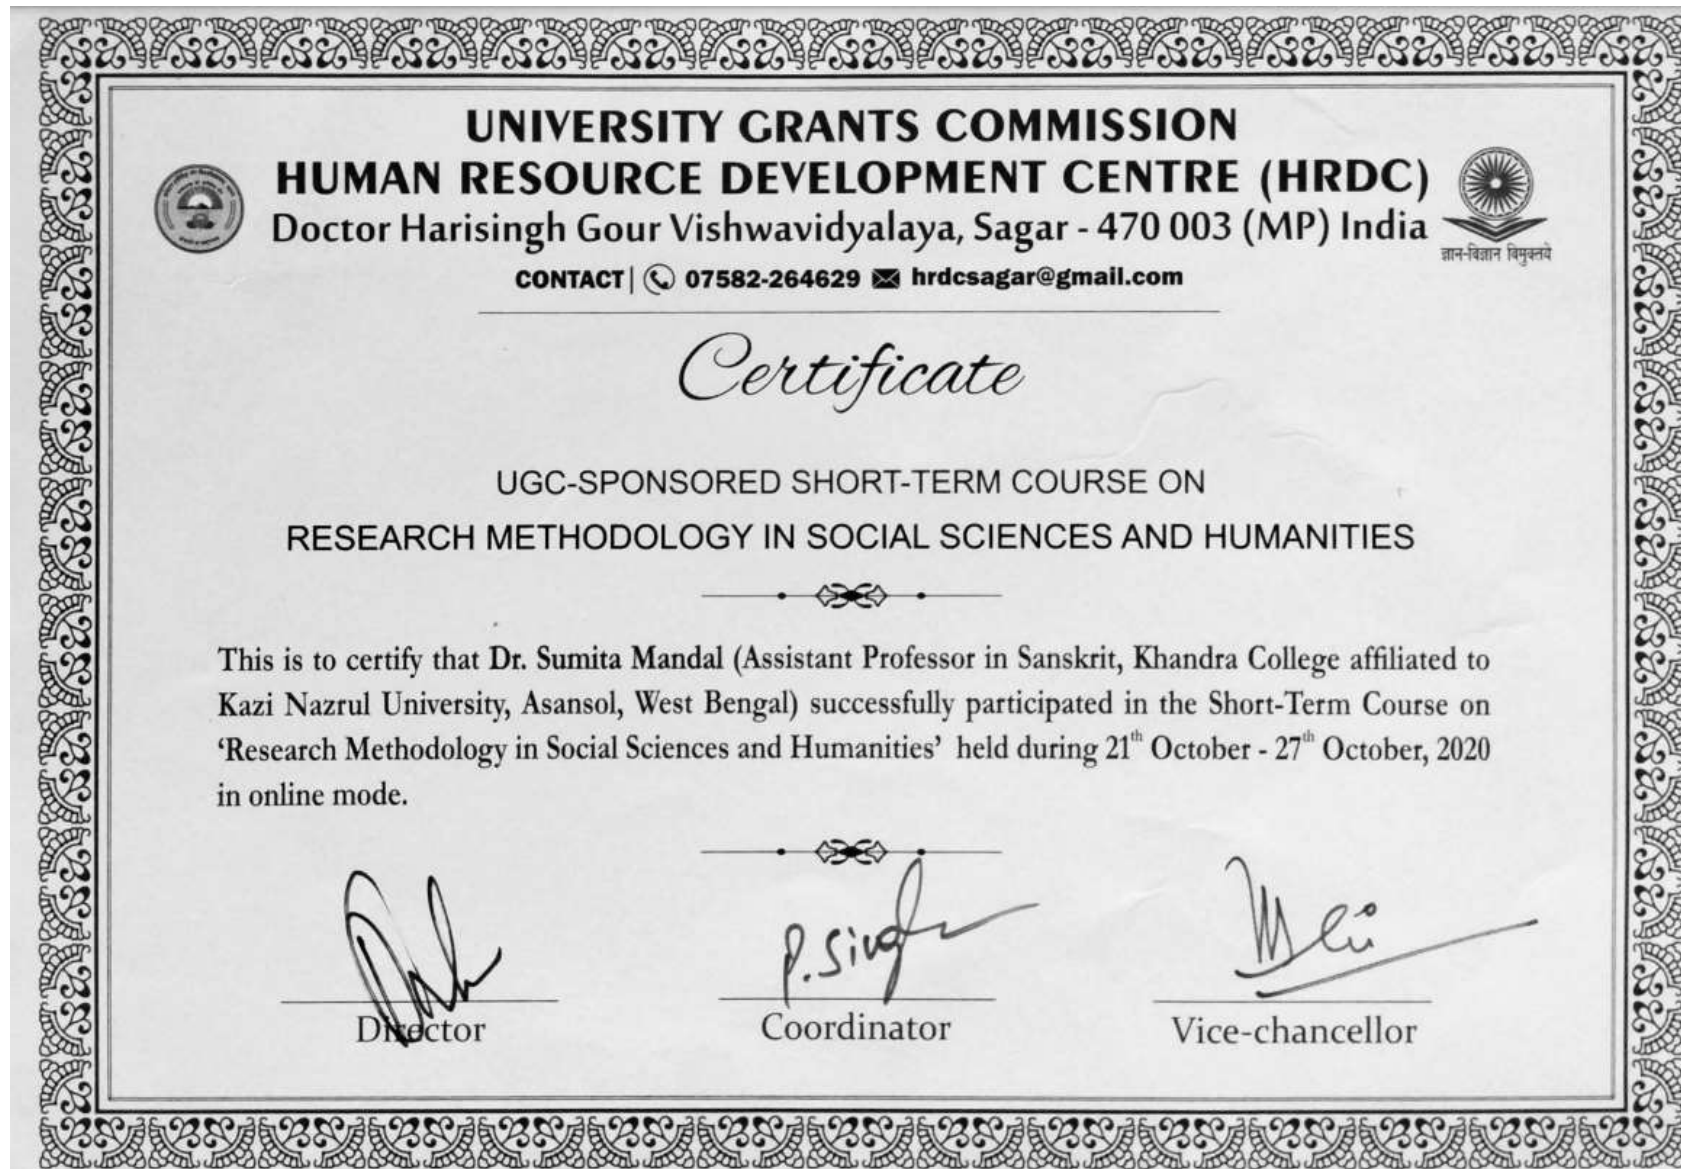 UNIVERSITY GRANTS COMMISSION
HUMAN RESOURCE DEVELOPMENT CENTRE (HRDC)
Doctor Harisingh Gour Vishwavidyalaya, Sagar - 470 003 (MP) India
ज्ञान-विज्ञान विमुक्तये
CONTACT | 07582-264629 hrdcsagar@gmail.com
Certificate
UGC-SPONSORED SHORT-TERM COURSE ON
RESEARCH METHODOLOGY IN SOCIAL SCIENCES AND HUMANITIES
This is to certify that Dr. Sumita Mandal (Assistant Professor in Sanskrit, Khandra College affiliated to
Kazi Nazrul University, Asansol, West Bengal) successfully participated in the Short-Term Course on
‘Research Methodology in Social Sciences and Humanities’ held during 21th October - 27th October, 2020
in online mode.
P. Singh
Director
Coordinator
Vice-chancellor